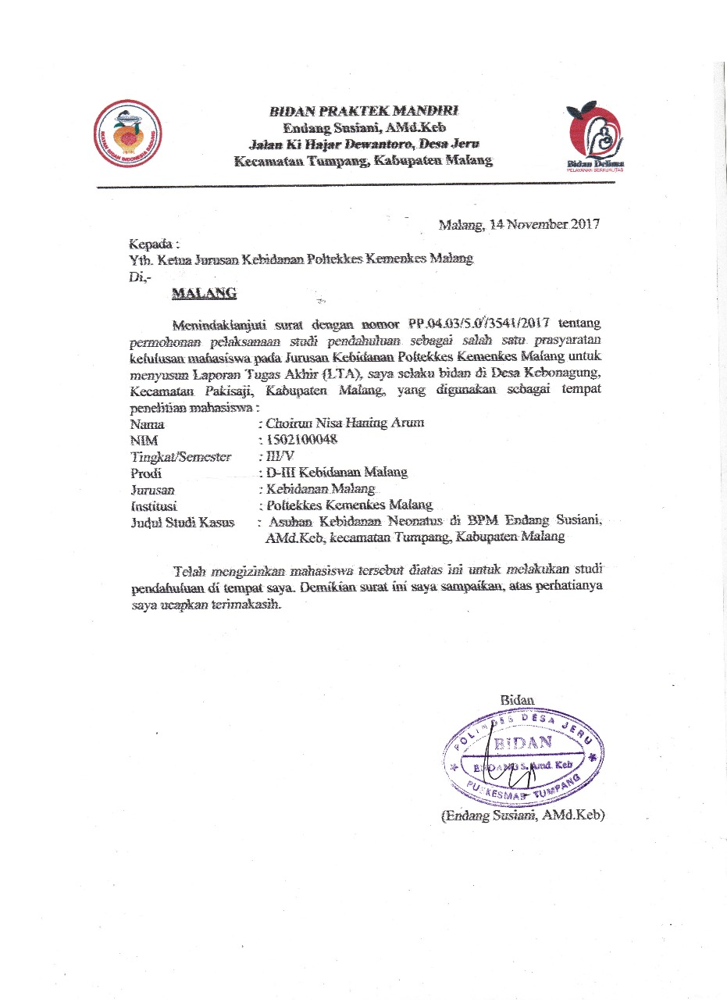 BIDAN PRAKTEK MANDIRI
Endang Susiani, AMd.Keb
Jalan Ki Hajar Dewantoro, Desa Jeru
Kecamatan Tumpang, Kabupaten Malang
IKATAN BIDAN INDONESIA
Bidan Delima
PELAYANAN BERKUALITAS
Malang, 14 November 2017
Kepada :
Yth. Ketua Jurusan Kebidanan Poltekkes Kemenkes Malang
Di,-
MALANG
Menindaklanjuti surat dengan nomor PP.04.03/5.0/3541/2017 tentang
permohonan pelaksanaan studi pendahuluan sebagai salah satu prasyaratan
kelulusan mahasiswa pada Jurusan Kebidanan Poltekkes Kemenkes Malang untuk
menyusun Laporan Tugas Akhir (LTA), saya selaku bidan di Desa Kebonagung,
Kecamatan Pakisaji, Kabupaten Malang, yang digunakan sebagai tempat
penelitian mahasiswa :
Nama : Choirun Nisa Haning Arum
NIM : 1502100048
Tingkat/Semester : III/V
Prodi : D-III Kebidanan Malang
Jurusan : Kebidanan Malang
Institusi : Poltekkes Kemenkes Malang
Judul Studi Kasus : Asuhan Kebidanan Neonatus di BPM Endang Susiani,
AMd.Keb, kecamatan Tumpang, Kabupaten Malang
Telah mengizinkan mahasiswa tersebut diatas ini untuk melakukan studi
pendahuluan di tempat saya. Demikian surat ini saya sampaikan, atas perhatianya
saya ucapkan terimakasih.
Bidan
POLINDES DESA JERU
BIDAN
ENDANG S. Amd. Keb
PUSKESMAS TUMPANG
(Endang Susiani, AMd.Keb)